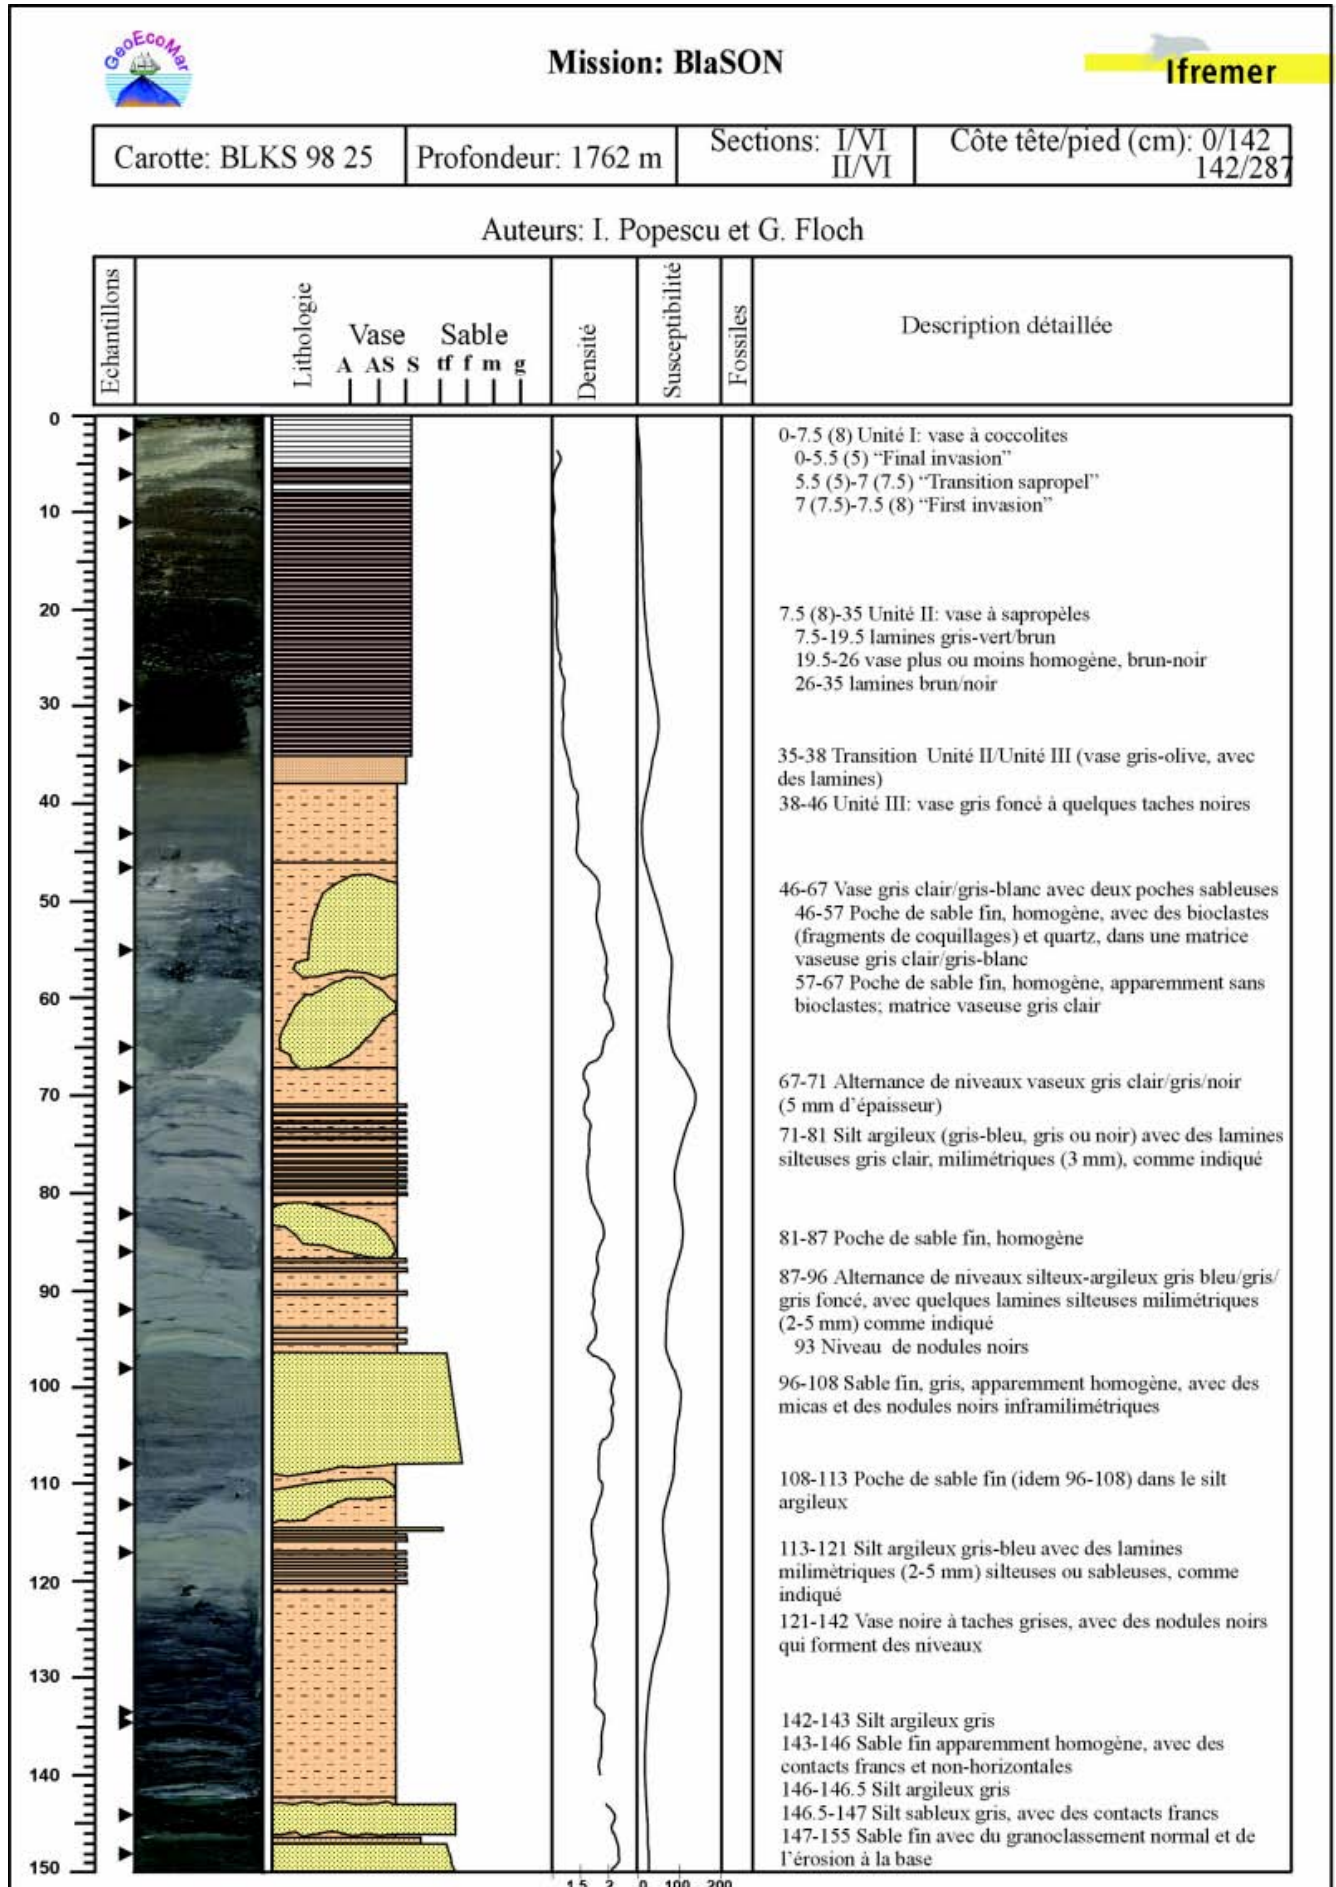 GeoEcoMar
Mission: BlaSON
Ifremer
Carotte: BLKS 98 25
Profondeur: 1762 m
Sections: I/VI
II/VI
Côte tête/pied (cm): 0/142
142/287
Auteurs: I. Popescu et G. Floch
Echantillons
Lithologie
Vase
Sable
A AS S tf f m g
Densité
Susceptibilité
Fossiles
Description détaillée
0
10
20
30
40
50
60
70
80
90
100
110
120
130
140
150
0-7.5 (8) Unité I: vase à coccolites
0-5.5 (5) “Final invasion”
5.5 (5)-7 (7.5) “Transition sapropel”
7 (7.5)-7.5 (8) “First invasion”
7.5 (8)-35 Unité II: vase à sapropèles
7.5-19.5 lamines gris-vert/brun
19.5-26 vase plus ou moins homogène, brun-noir
26-35 lamines brun/noir
35-38 Transition Unité II/Unité III (vase gris-olive, avec
des lamines)
38-46 Unité III: vase gris foncé à quelques taches noires
46-67 Vase gris clair/gris-blanc avec deux poches sableuses
46-57 Poche de sable fin, homogène, avec des bioclastes
(fragments de coquillages) et quartz, dans une matrice
vaseuse gris clair/gris-blanc
57-67 Poche de sable fin, homogène, apparemment sans
bioclastes; matrice vaseuse gris clair
67-71 Alternance de niveaux vaseux gris clair/gris/noir
(5 mm d'épaisseur)
71-81 Silt argileux (gris-bleu, gris ou noir) avec des lamines
silteuses gris clair, milimétriques (3 mm), comme indiqué
81-87 Poche de sable fin, homogène
87-96 Alternance de niveaux silteux-argileux gris bleu/gris/
gris foncé, avec quelques lamines silteuses milimétriques
(2-5 mm) comme indiqué
93 Niveau de nodules noirs
96-108 Sable fin, gris, apparemment homogène, avec des
micas et des nodules noirs inframilimétriques
108-113 Poche de sable fin (idem 96-108) dans le silt
argileux
113-121 Silt argileux gris-bleu avec des lamines
milimétriques (2-5 mm) silteuses ou sableuses, comme
indiqué
121-142 Vase noire à taches grises, avec des nodules noirs
qui forment des niveaux
142-143 Silt argileux gris
143-146 Sable fin apparemment homogène, avec des
contacts francs et non-horizontales
146-146.5 Silt argileux gris
146.5-147 Silt sableux gris, avec des contacts francs
147-155 Sable fin avec du granoclassement normal et de
l'érosion à la base
1.5 2 0 100 200